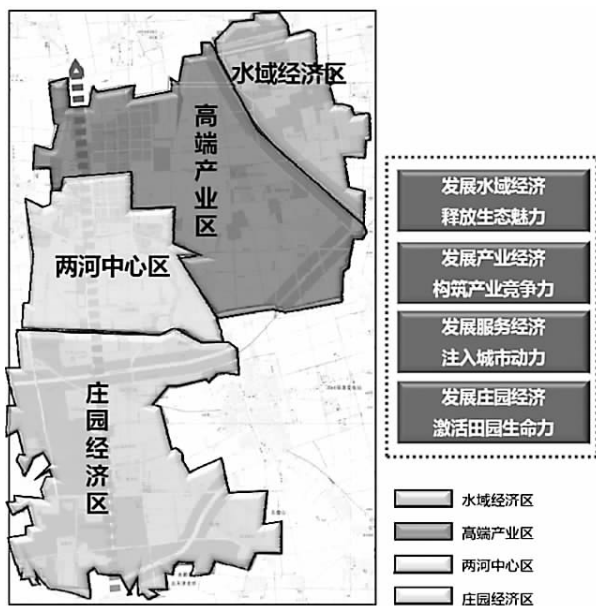 水域经济区
高端产业区
两河中心区
庄园经济区
发展水域经济
释放生态魅力
发展产业经济
构筑产业竞争力
发展服务经济
注入城市动力
发展庄园经济
激活田园生命力
水域经济区
高端产业区
两河中心区
庄园经济区